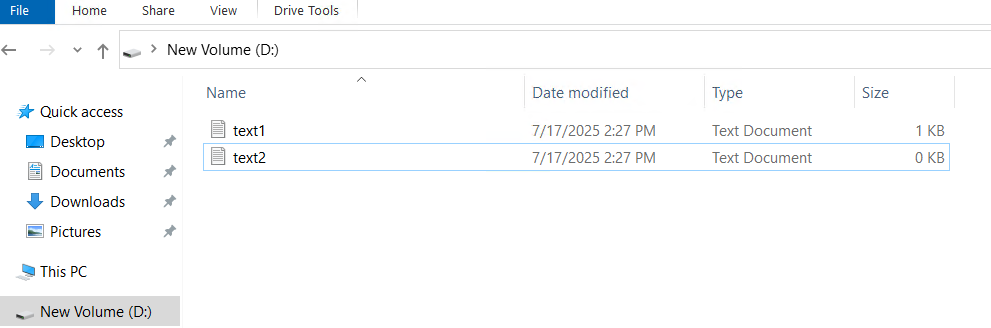 File Home Share View Drive Tools
New Volume (D:)
Name Date modified Type Size
Quick access
text1 7/17/2025 2:27 PM Text Document 1 KB
Desktop
text2 7/17/2025 2:27 PM Text Document 0 KB
Documents
Downloads
Pictures
This PC
New Volume (D:)